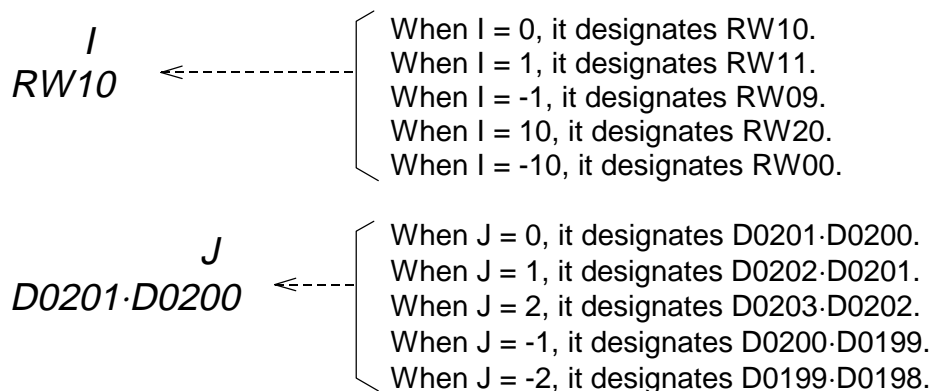 I
RW10
When I = 0, it designates RW10.
When I = 1, it designates RW11.
When I = -1, it designates RW09.
When I = 10, it designates RW20.
When I = -10, it designates RW00.
J
D0201·D0200
When J = 0, it designates D0201·D0200.
When J = 1, it designates D0202·D0201.
When J = 2, it designates D0203·D0202.
When J = -1, it designates D0200·D0199.
When J = -2, it designates D0199·D0198.